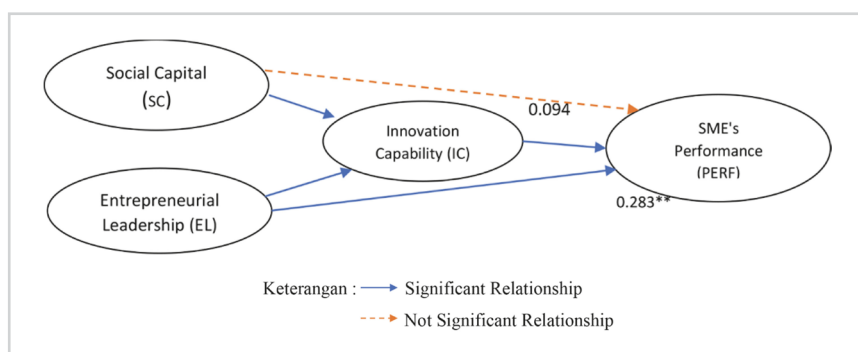 Social Capital
(SC)
0.094
Innovation
Capability (IC)
SME's
Performance
(PERF)
Entrepreneurial
Leadership (EL)
0.283**
Keterangan : Significant Relationship
Not Significant Relationship